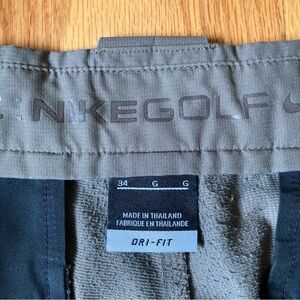 NIKEGOLF
34 G G
MADE IN THAILAND
FABRIQUE EN THAILANDE
DRI-FIT